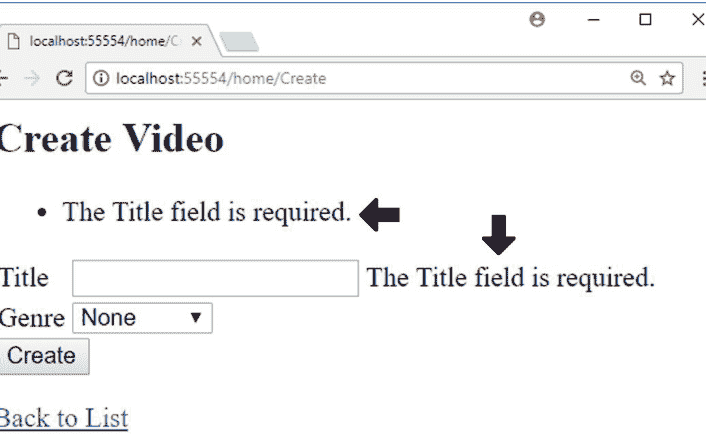 localhost:55554/home/C
localhost:55554/home/Create
Create Video
• The Title field is required.
Title The Title field is required.
Genre None
Create
Back to List